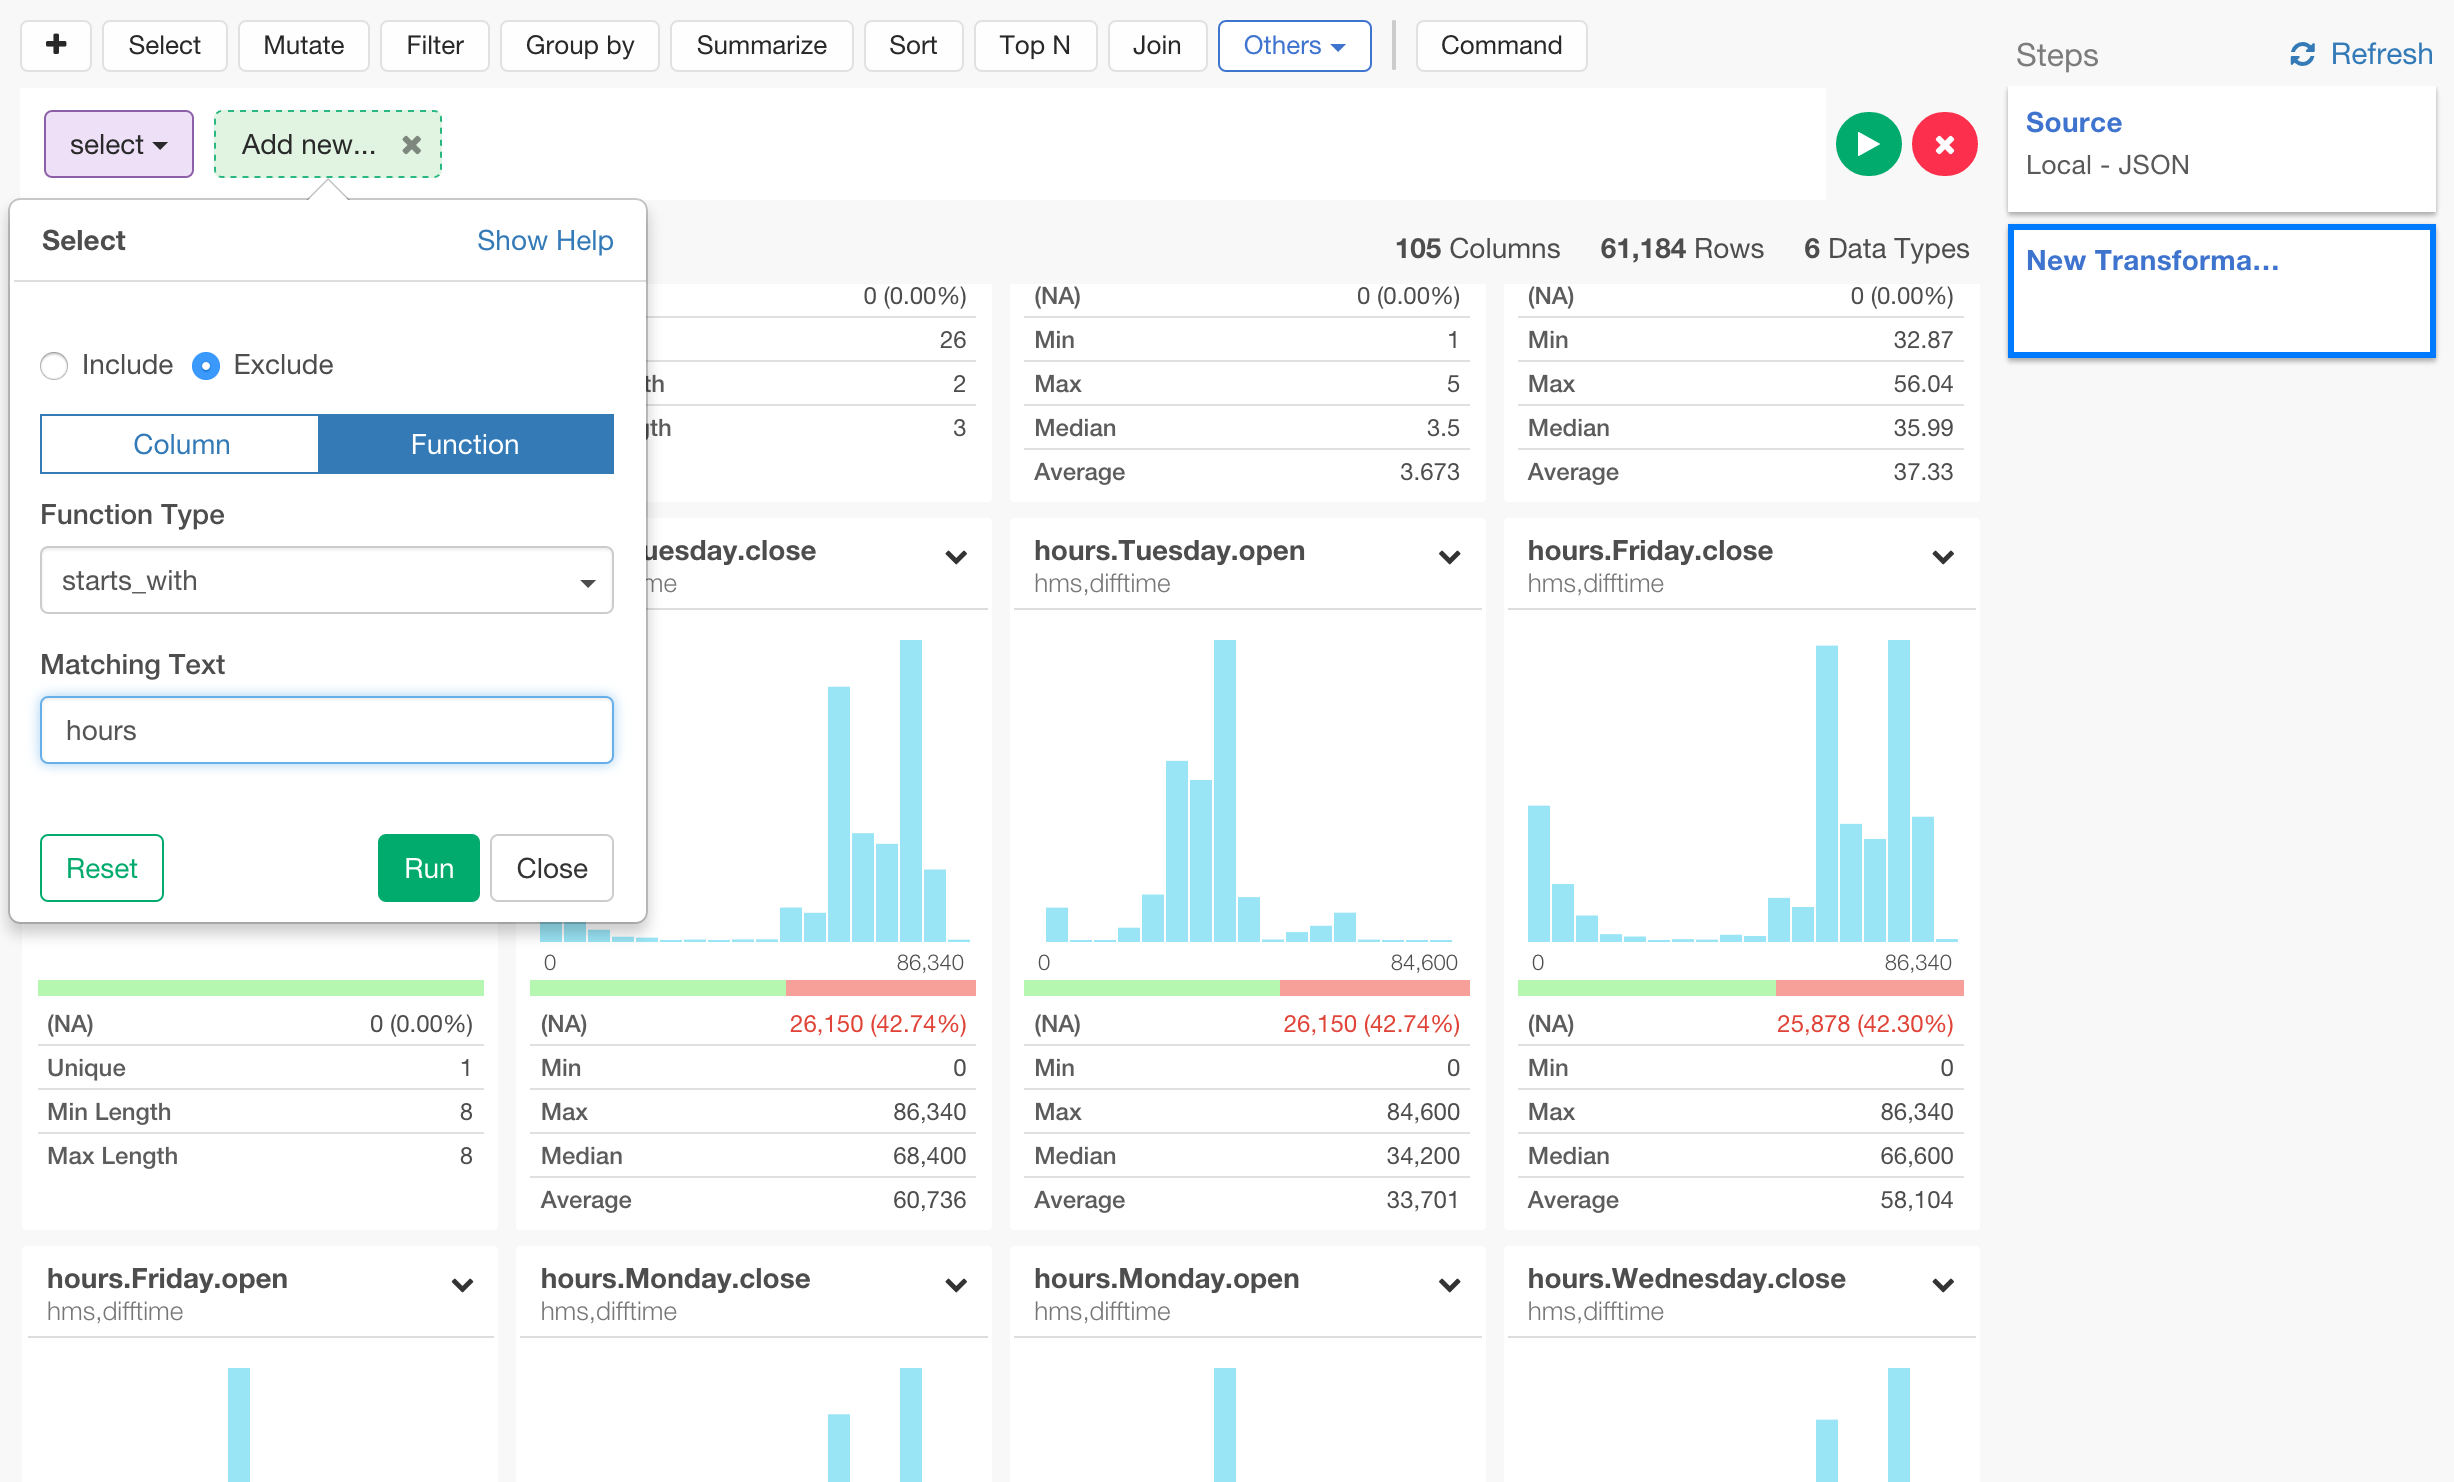 Select
Mutate
Filter
Group by
Summarize
Sort
Top N
Join
Others
Command
Steps
Refresh
select
Add new...
Source
Local - JSON
New Transforma...
Select
Show Help
Include
Exclude
Column
Function
Function Type
starts_with
Matching Text
hours
Reset
Run
Close
105 Columns 61,184 Rows 6 Data Types
0 (0.00%)
26
th 2
gth 3
(NA) 0 (0.00%)
Min 1
Max 5
Median 3.5
Average 3.673
(NA) 0 (0.00%)
Min 32.87
Max 56.04
Median 35.99
Average 37.33
(NA) 0 (0.00%)
Unique 1
Min Length 8
Max Length 8
uesday.close
me
0 86,340
(NA) 26,150 (42.74%)
Min 0
Max 86,340
Median 68,400
Average 60,736
hours.Tuesday.open
hms,difftime
0 84,600
(NA) 26,150 (42.74%)
Min 0
Max 84,600
Median 34,200
Average 33,701
hours.Friday.close
hms,difftime
0 86,340
(NA) 25,878 (42.30%)
Min 0
Max 86,340
Median 66,600
Average 58,104
hours.Friday.open
hms,difftime
hours.Monday.close
hms,difftime
hours.Monday.open
hms,difftime
hours.Wednesday.close
hms,difftime